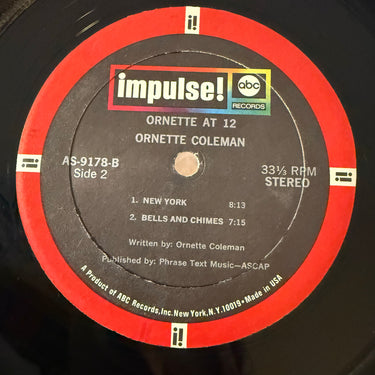 impulse!
abc
RECORDS
ORNETTE AT 12
ORNETTE COLEMAN
AS-9178-B
Side 2
33⅓ RPM
STEREO
1. NEW YORK 8:13
2. BELLS AND CHIMES 7:15
Written by: Ornette Coleman
Published by: Phrase Text Music—ASCAP
A Product of ABC Records, Inc. New York, N.Y. 10019 • Made in USA